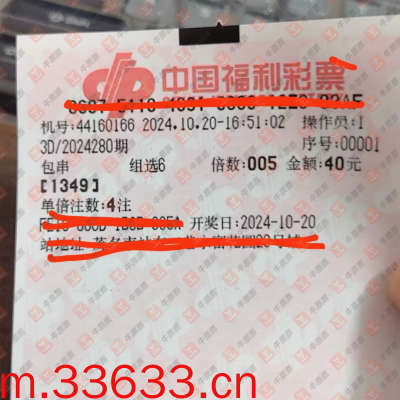 中国福利彩票
机号:44160166 2024.10.20-16:51:02 操作员:1
3D/2024280期 序号:00001
包串 组选6 倍数:005 金额:40元
[1349]
单倍注数:4注
开奖日:2024-10-20
m.33633.cn